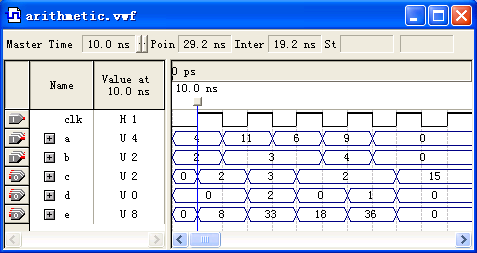 arithmetic.vwf
Master Time 10.0 ns Poin 29.2 ns Inter 19.2 ns St
Name Value at 10.0 ns 0 ps 10.0 ns
clk H 1
a U 4 4 11 6 9 0
b U 2 2 3 4 0
c U 2 0 2 3 2 15
d U 0 0 2 0 1 0
e U 8 0 8 33 18 36 0